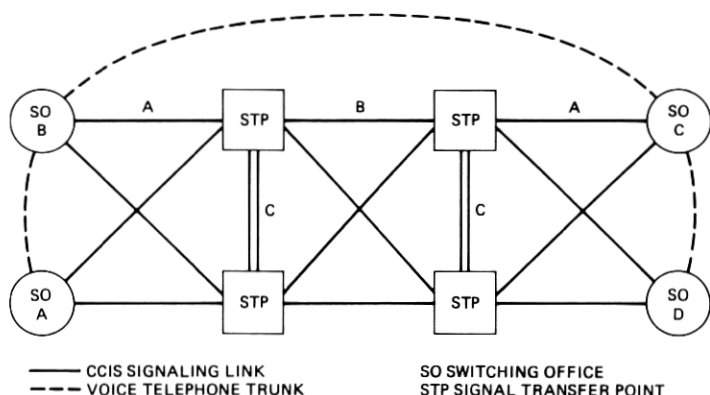 SO
B
A
STP
B
STP
A
SO
C
C
C
SO
A
STP
STP
SO
D
CCIS SIGNALING LINK
VOICE TELEPHONE TRUNK
SO SWITCHING OFFICE
STP SIGNAL TRANSFER POINT